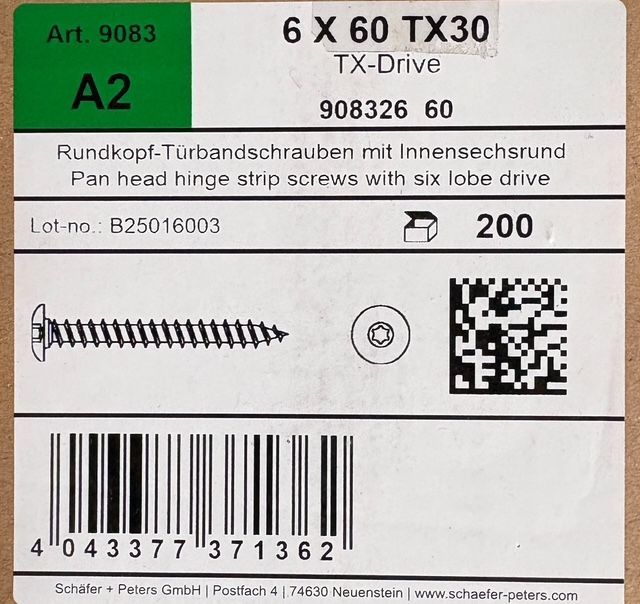 Art. 9083
A2
6 X 60 TX30
TX-Drive
908326 60
Rundkopf-Türbandschrauben mit Innensechsrund
Pan head hinge strip screws with six lobe drive
Lot-no.: B25016003
200
4 043377 371362
Schäfer + Peters GmbH | Postfach 4 | 74630 Neuenstein | www.schaefer-peters.com